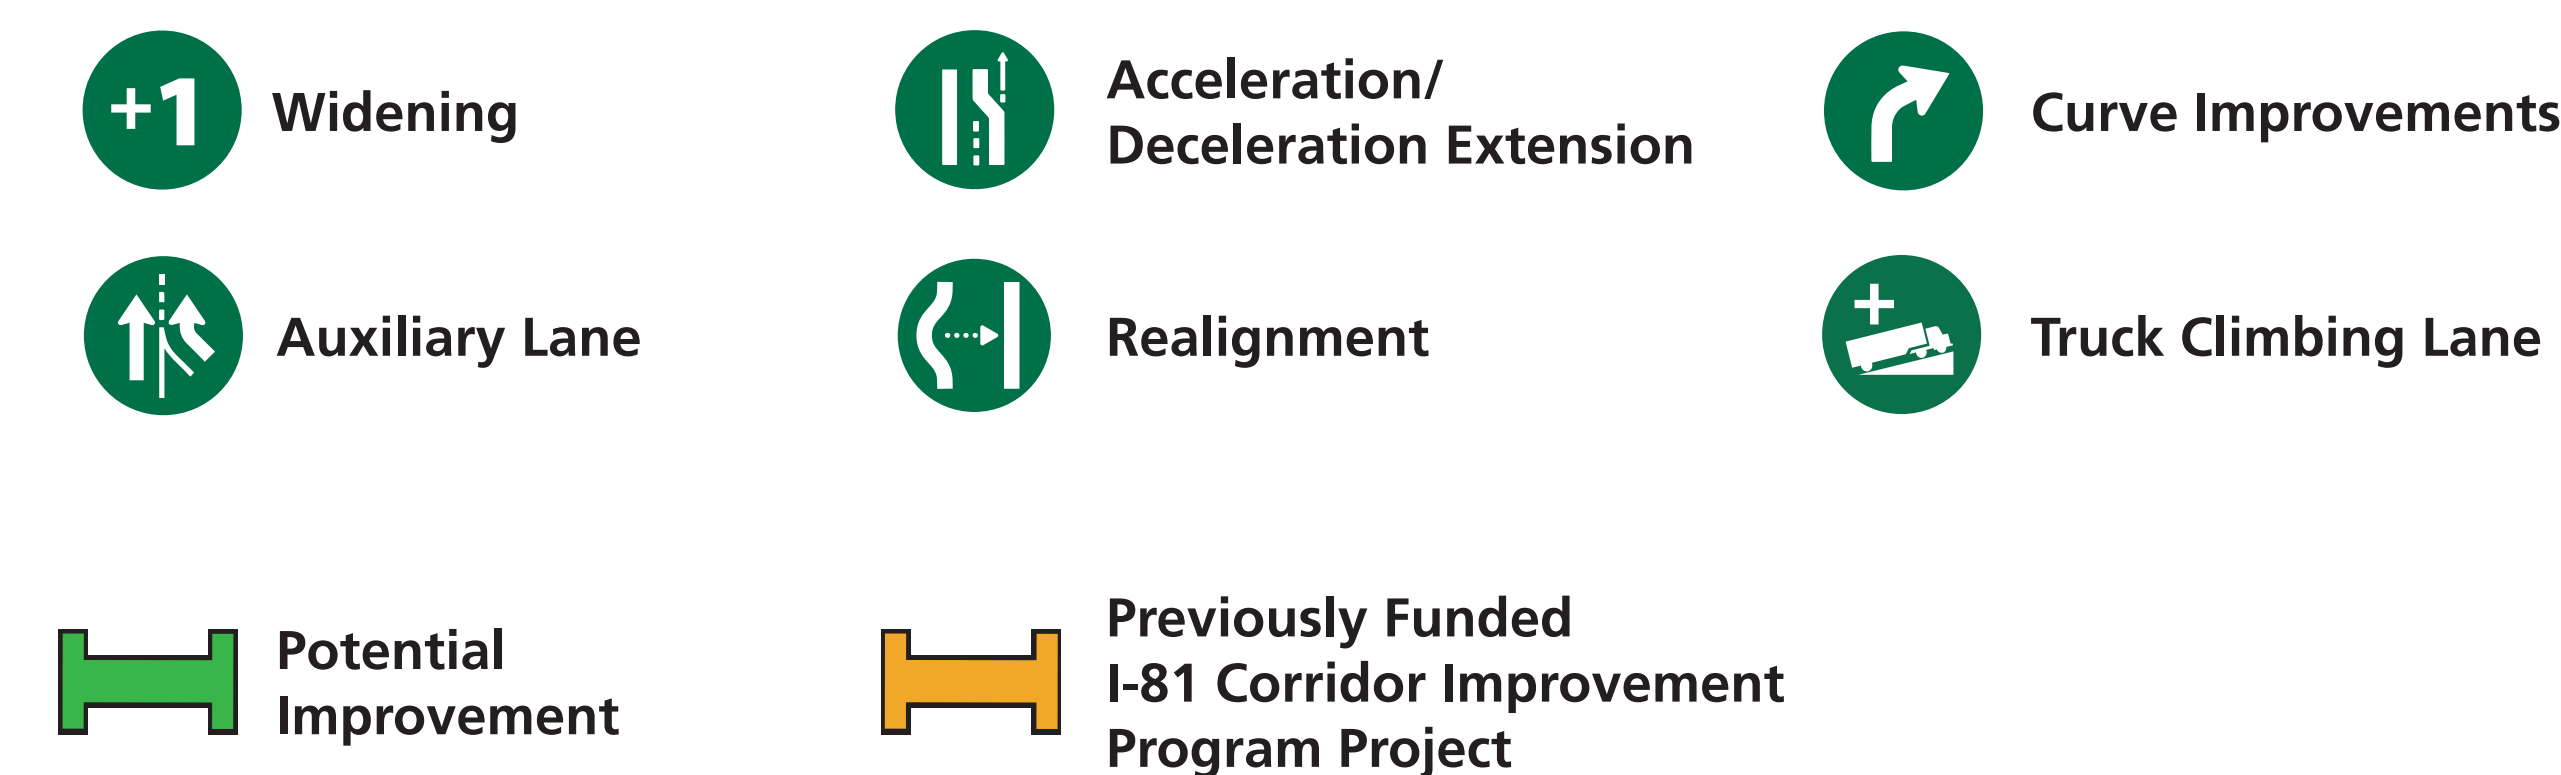 +1 Widening
Acceleration/
Deceleration Extension
Curve Improvements
Auxiliary Lane
Realignment
+ Truck Climbing Lane
Potential
Improvement
Previously Funded
I-81 Corridor Improvement
Program Project